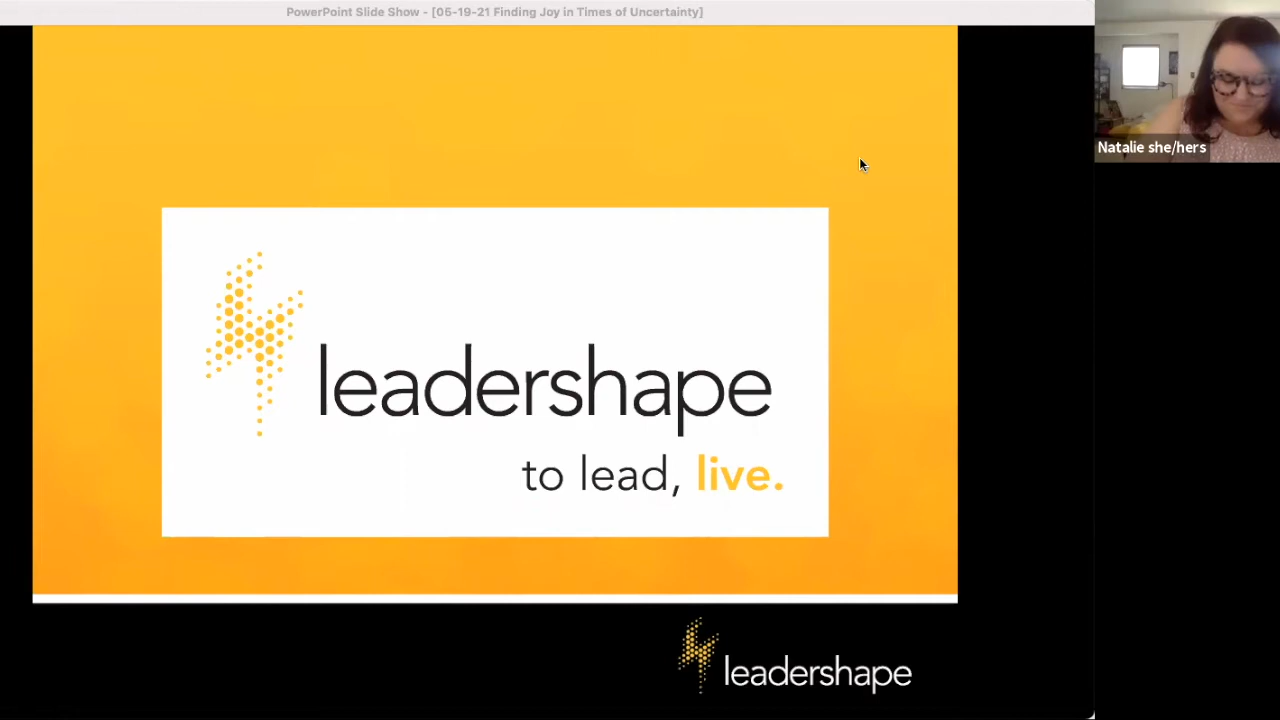 PowerPoint Slide Show - [05-19-21 Finding Joy in Times of Uncertainty]
Natalie she/hers
leadershape
to lead, live.
leadershape